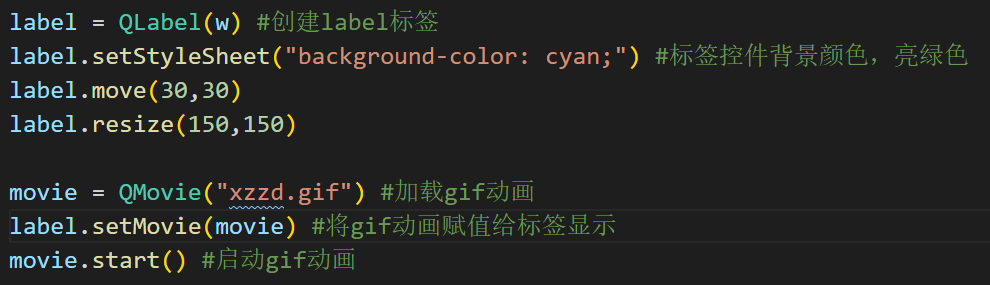 label = QLabel(w) #创建label标签
label.setStyleSheet("background-color: cyan;") #标签控件背景颜色，亮绿色
label.move(30,30)
label.resize(150,150)
movie = QMovie("xzzd.gif") #加载gif动画
label.setMovie(movie) #将gif动画赋值给标签显示
movie.start() #启动gif动画